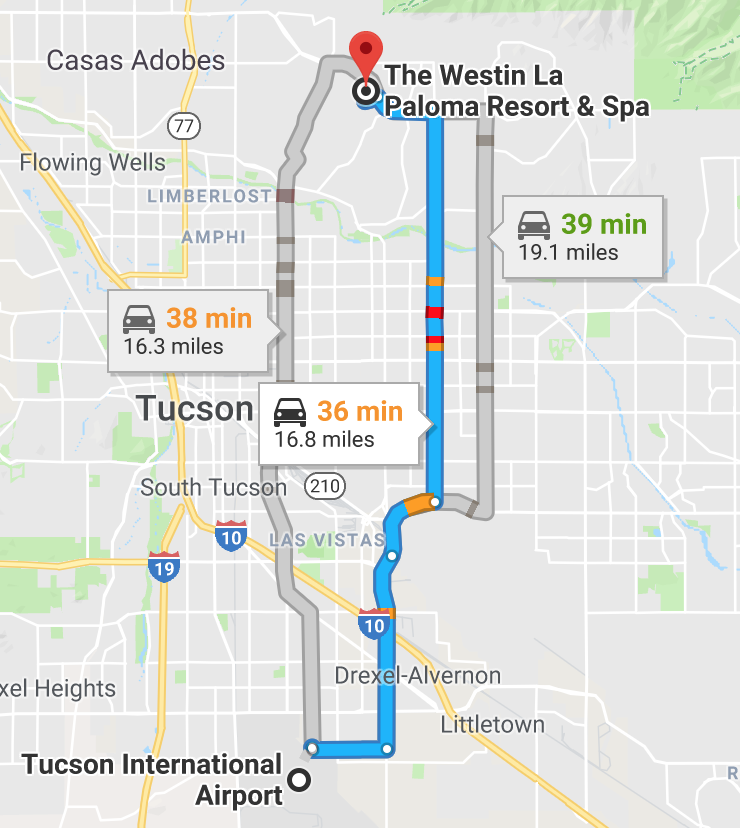 Casas Adobes
The Westin La
Paloma Resort & Spa
77
Flowing Wells
LIMBERLOST
AMPHI
39 min
19.1 miles
38 min
16.3 miles
36 min
16.8 miles
Tucson
South Tucson
210
10
LAS VISTAS
19
10
Drexel-Alvernon
xel Heights
Littletown
Tucson International
Airport
R